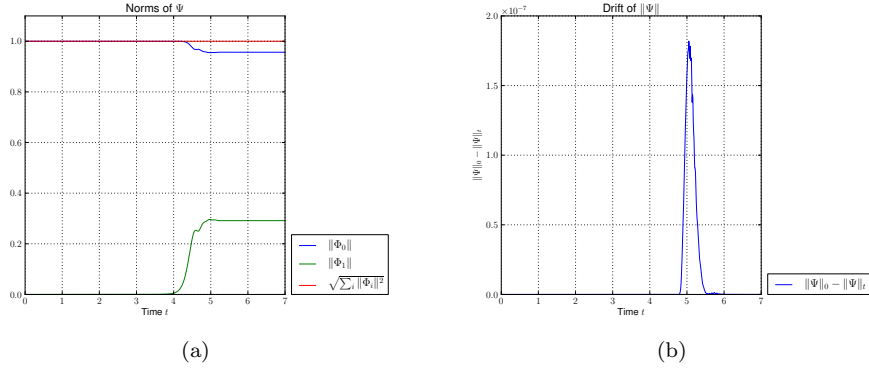 Norms of Ψ
1.0
0.8
0.6
0.4
0.2
0.0
0 1 2 3 4 5 6 7
Time t
‖Φ₀‖
‖Φ₁‖
√∑ᵢ ‖Φᵢ‖²
(a)
Drift of ‖Ψ‖
2.0 1e−7
1.5
1.0
0.5
0.0
‖Ψ‖₀ − ‖Ψ‖ₜ
0 1 2 3 4 5 6 7
Time t
‖Ψ‖₀ − ‖Ψ‖ₜ
(b)